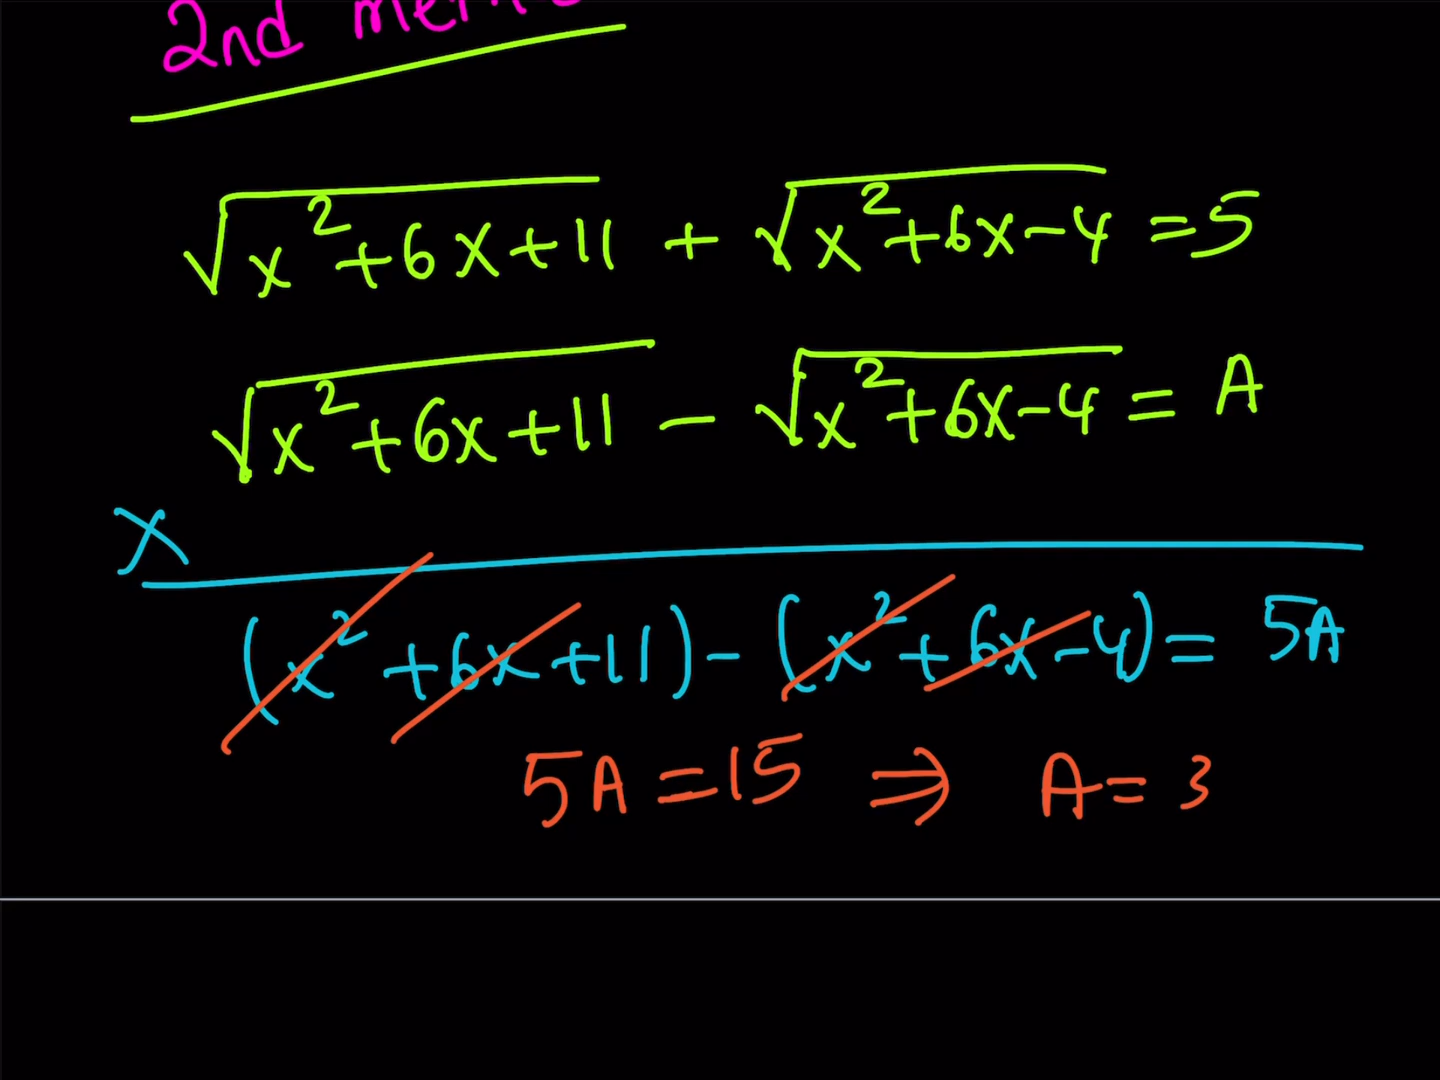 2nd
√x²+6x+11 + √x²+6x-4 = 5
√x²+6x+11 - √x²+6x-4 = A
X
(x²+6x+11) - (x²+6x-4) = 5A
5A = 15 ⇒ A = 3